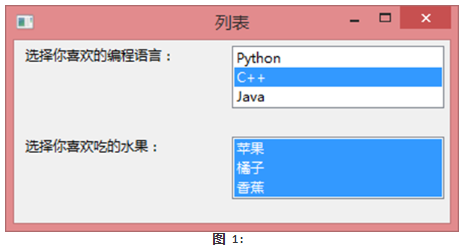 列表
选择你喜欢的编程语言：
Python
C++
Java
选择你喜欢吃的水果：
苹果
橘子
香蕉
图 1: